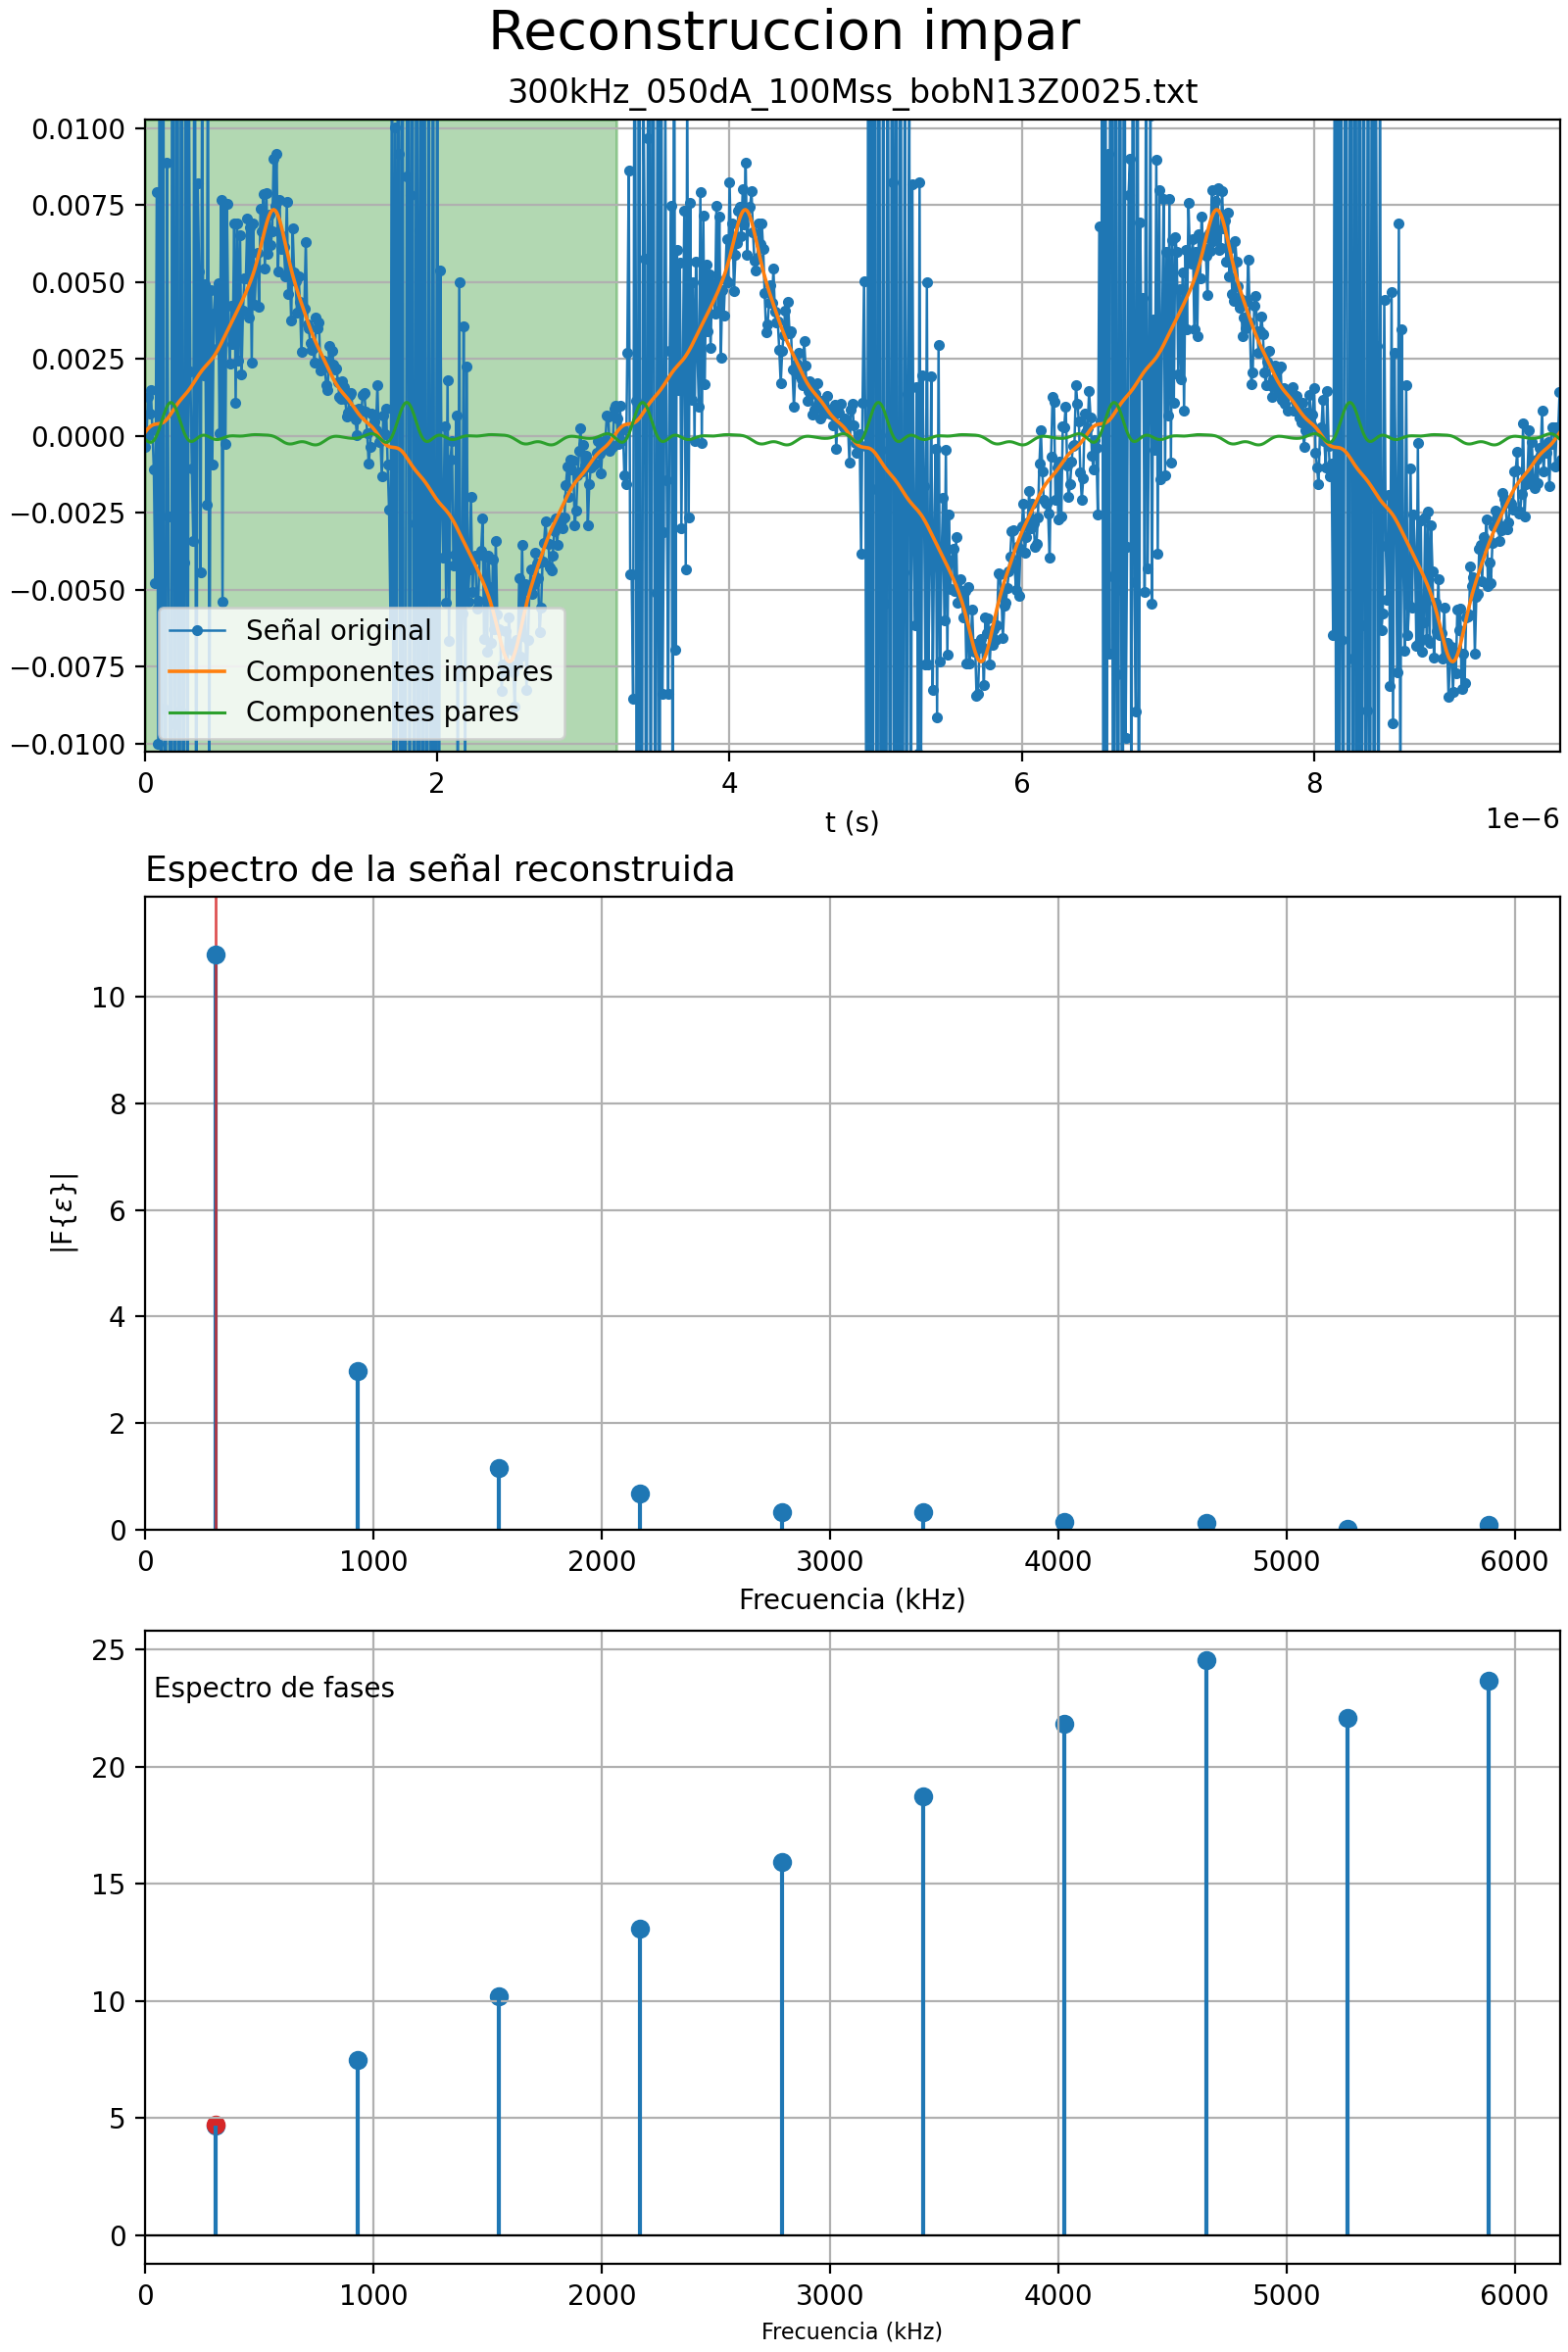 Reconstruccion impar
300kHz_050dA_100Mss_bobN13Z0025.txt
0.0100
0.0075
0.0050
0.0025
0.0000
−0.0025
−0.0050
−0.0075
−0.0100
Señal original
Componentes impares
Componentes pares
0 2 4 6 8
t (s)
1e−6
Espectro de la señal reconstruida
10
8
6
4
2
0
|F{ε}|
0 1000 2000 3000 4000 5000 6000
Frecuencia (kHz)
25
20
15
10
5
0
Espectro de fases
0 1000 2000 3000 4000 5000 6000
Frecuencia (kHz)